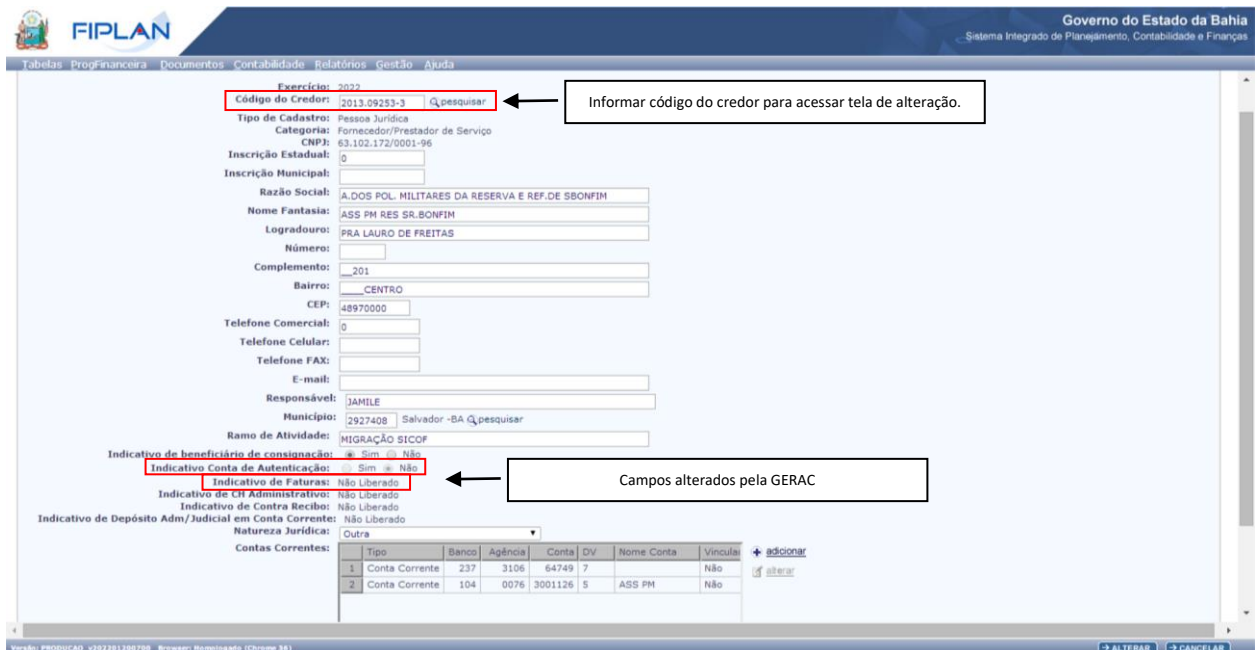 FIPLAN
Governo do Estado da Bahia
Sistema Integrado de Planejamento, Contabilidade e Finanças
Tabelas ProgFinanceira Documentos Contabilidade Relatórios Gestão Ajuda
Exercício: 2022
Código do Credor: 2013.09253-3 pesquisar
Informar código do credor para acessar tela de alteração.
Tipo de Cadastro: Pessoa Jurídica
Categoria: Fornecedor/Prestador de Serviço
CNPJ: 63.102.172/0001-96
Inscrição Estadual: 0
Inscrição Municipal:
Razão Social: A.DOS POL. MILITARES DA RESERVA E REF.DE SBONFIM
Nome Fantasia: ASS PM RES SR.BONFIM
Logradouro: PRA LAURO DE FREITAS
Número:
Complemento: __201
Bairro: ____CENTRO
CEP: 48970000
Telefone Comercial: 0
Telefone Celular:
Telefone FAX:
E-mail:
Responsável: JAMILE
Município: 2927408 Salvador -BA pesquisar
Ramo de Atividade: MIGRAÇÃO SICOF
Indicativo de beneficiário de consignação: Sim Não
Indicativo Conta de Autenticação: Sim Não
Indicativo de Faturas: Não Liberado
Campos alterados pela GERAC
Indicativo de CH Administrativo: Não Liberado
Indicativo de Contra Recibo: Não Liberado
Indicativo de Depósito Adm/Judicial em Conta Corrente: Não Liberado
Natureza Jurídica: Outra
Contas Correntes:
Tipo Banco Agência Conta DV Nome Conta Vincula
adicionar
1 Conta Corrente 237 3106 64749 7 Não
alterar
2 Conta Corrente 104 0076 3001126 5 ASS PM Não
Versão: PRODUCAO_v202201200708 Browser: Homologado (Chrome 36)
ALTERAR CANCELAR